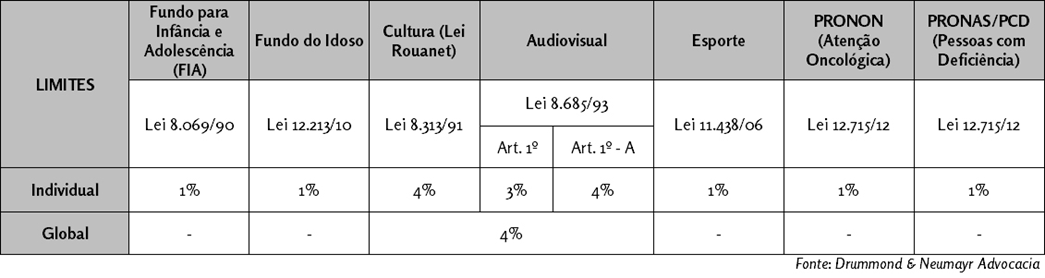 LIMITES
Fundo para
Infância e
Adolescência
(FIA)
Fundo do Idoso
Cultura (Lei
Rouanet)
Audiovisual
Esporte
PRONON
(Atenção
Oncológica)
PRONAS/PCD
(Pessoas com
Deficiência)
Lei 8.069/90
Lei 12.213/10
Lei 8.313/91
Lei 8.685/93
Art. 1º
Art. 1º - A
Lei 11.438/06
Lei 12.715/12
Lei 12.715/12
Individual
1%
1%
4%
3%
4%
1%
1%
1%
Global
-
-
4%
-
-
-
Fonte: Drummond & Neumayr Advocacia